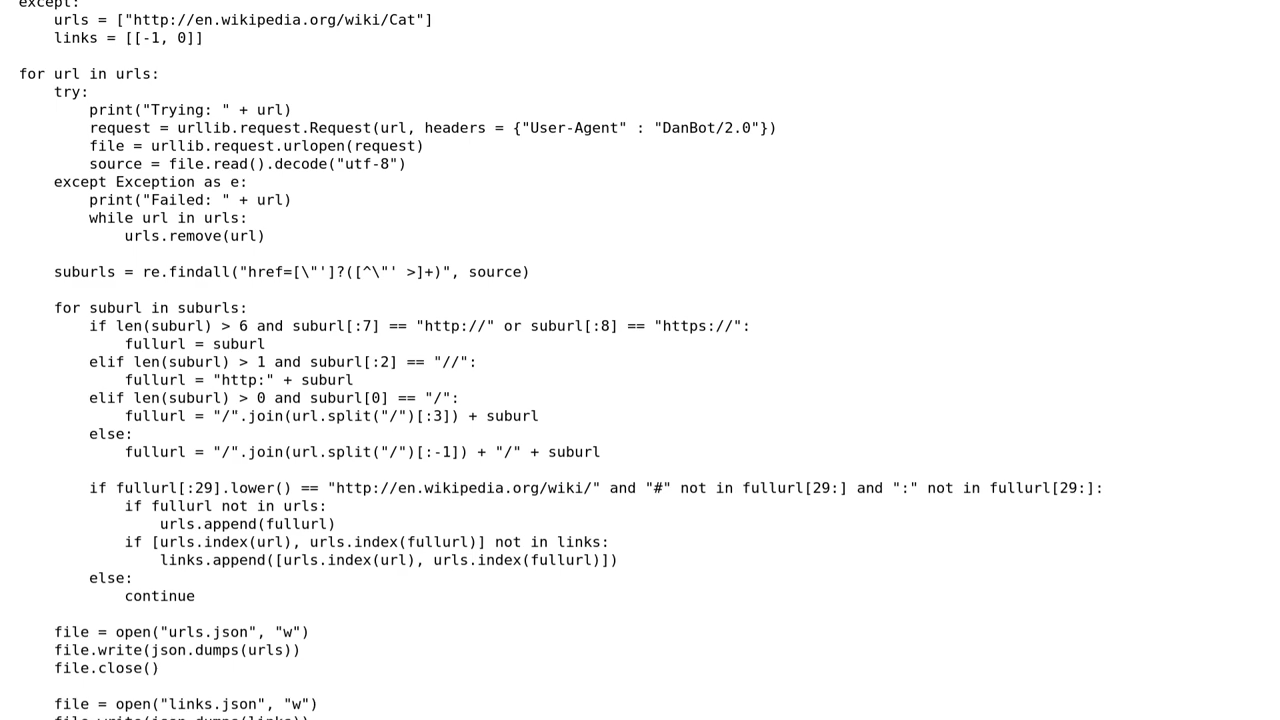 except:
    urls = ["http://en.wikipedia.org/wiki/Cat"]
    links = [[-1, 0]]

for url in urls:
    try:
        print("Trying: " + url)
        request = urllib.request.Request(url, headers = {"User-Agent" : "DanBot/2.0"})
        file = urllib.request.urlopen(request)
        source = file.read().decode("utf-8")
    except Exception as e:
        print("Failed: " + url)
        while url in urls:
            urls.remove(url)

    suburls = re.findall("href=[\"']?([^\"' >]+)", source)

    for suburl in suburls:
        if len(suburl) > 6 and suburl[:7] == "http://" or suburl[:8] == "https://":
            fullurl = suburl
        elif len(suburl) > 1 and suburl[:2] == "//":
            fullurl = "http:" + suburl
        elif len(suburl) > 0 and suburl[0] == "/":
            fullurl = "/".join(url.split("/")[:3]) + suburl
        else:
            fullurl = "/".join(url.split("/")[:-1]) + "/" + suburl

        if fullurl[:29].lower() == "http://en.wikipedia.org/wiki/" and "#" not in fullurl[29:] and ":" not in fullurl[29:]:
            if fullurl not in urls:
                urls.append(fullurl)
            if [urls.index(url), urls.index(fullurl)] not in links:
                links.append([urls.index(url), urls.index(fullurl)])
        else:
            continue

    file = open("urls.json", "w")
    file.write(json.dumps(urls))
    file.close()

    file = open("links.json", "w")
    file.write(json.dumps(links))